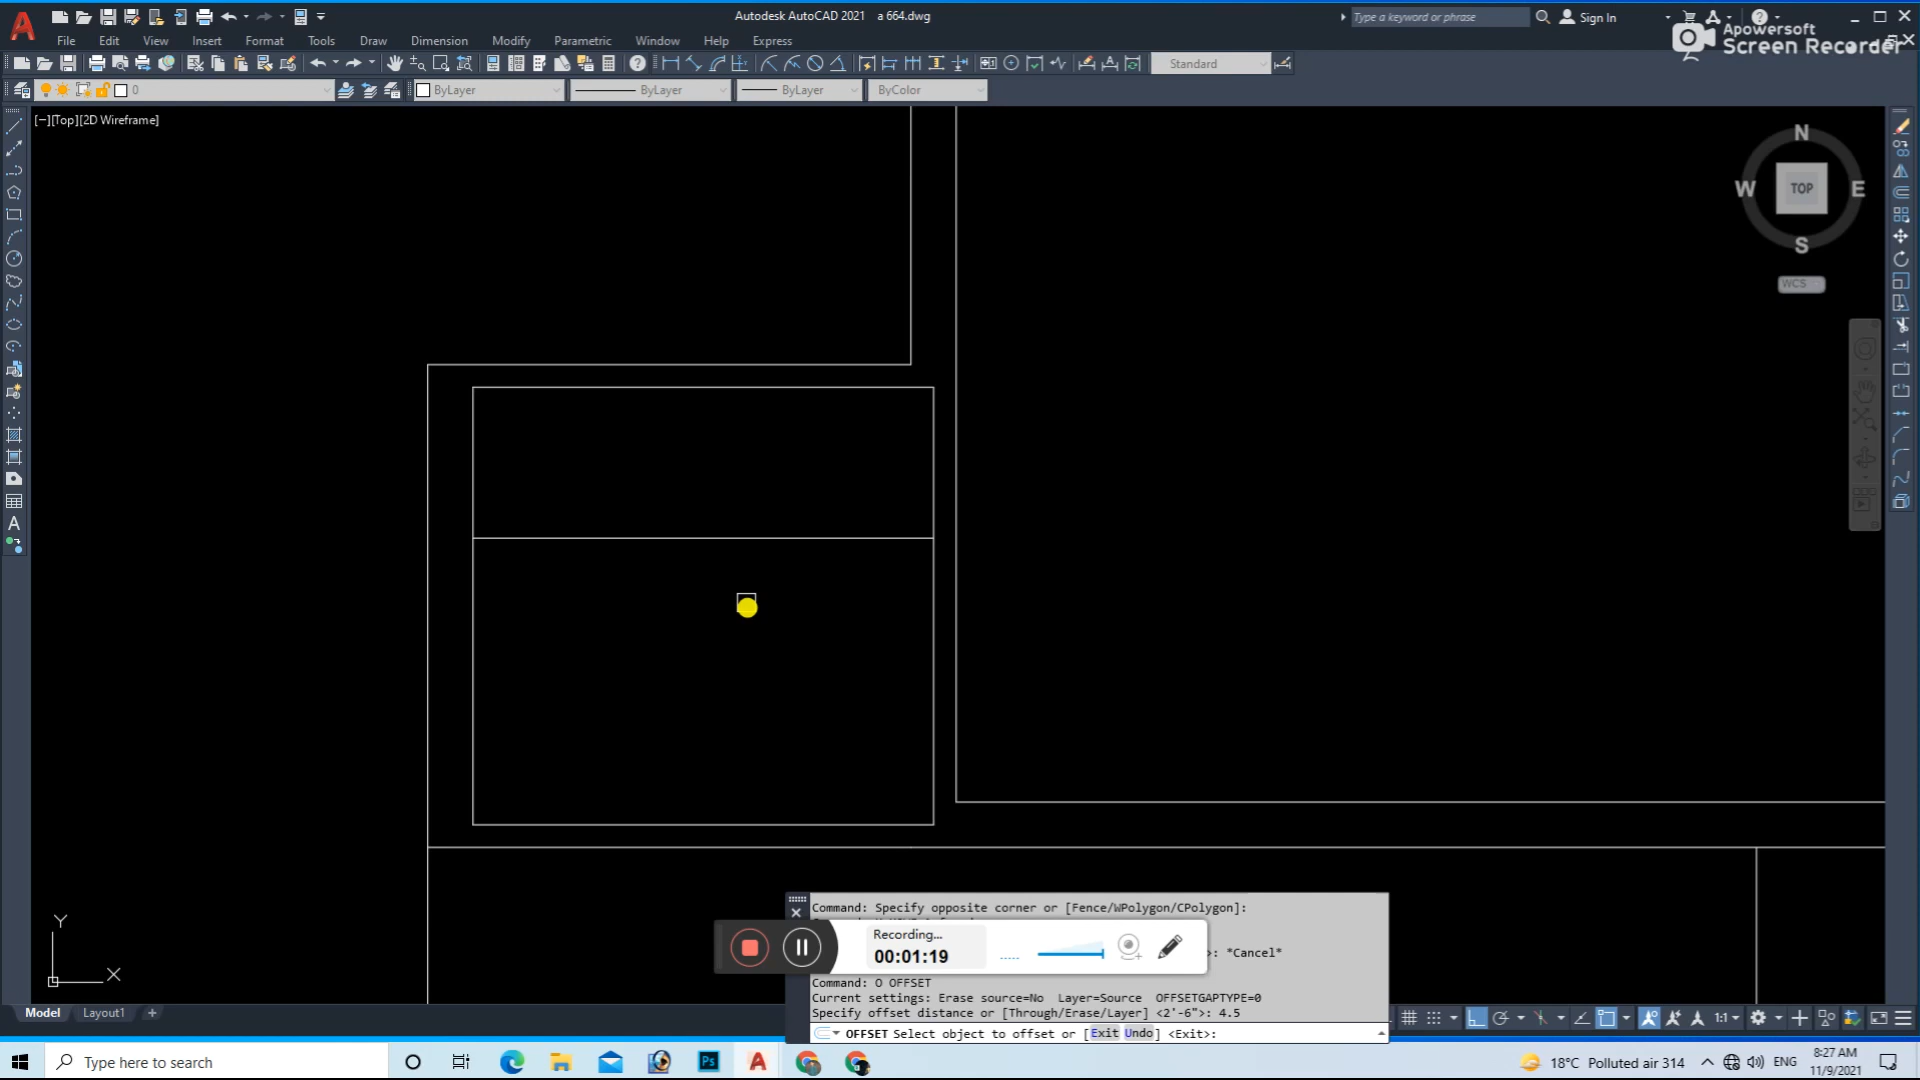 Autodesk AutoCAD 2021 a 664.dwg
Type a keyword or phrase
Sign In
File Edit View Insert Format Tools Draw Dimension Modify Parametric Window Help Express
Apowersoft
Screen Recorder
Standard
0 ByLayer ByLayer ByLayer ByColor
[−][Top][2D Wireframe]
N
W TOP E
S
WCS
A
Y
X
Command: Specify opposite corner or [Fence/WPolygon/CPolygon]:
Recording...
00:01:19
>: *Cancel*
Command: O OFFSET
Current settings: Erase source=No Layer=Source OFFSETGAPTYPE=0
Specify offset distance or [Through/Erase/Layer] <2'-6">: 4.5
OFFSET Select object to offset or [Exit Undo] <Exit>:
Model Layout1 +
1:1
Type here to search
Ps
A
18°C Polluted air 314
ENG
8:27 AM
11/9/2021